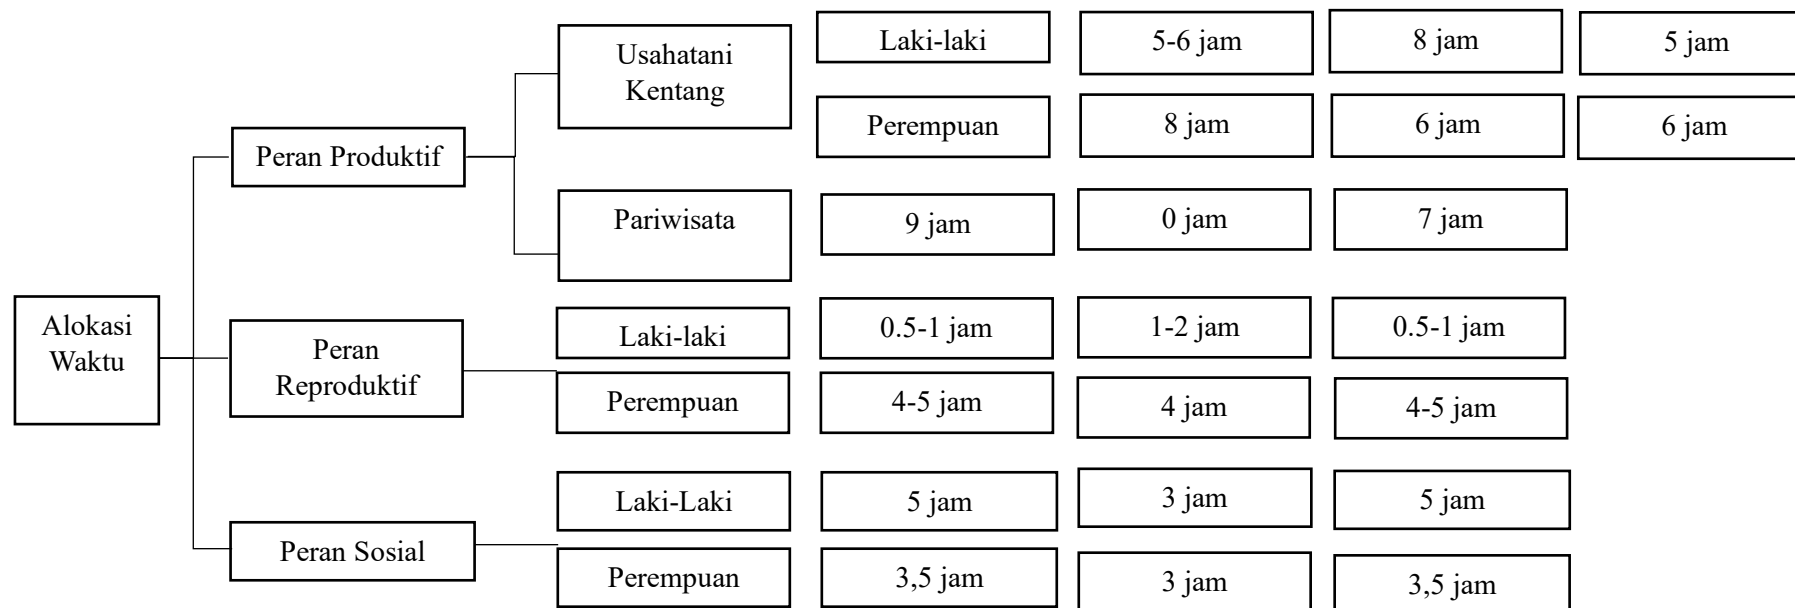 Laki-laki
5-6 jam
8 jam
5 jam
Usahatani
Kentang
Perempuan
8 jam
6 jam
6 jam
Peran Produktif
Pariwisata
9 jam
0 jam
7 jam
Alokasi
Waktu
Peran
Reproduktif
Laki-laki
0.5-1 jam
1-2 jam
0.5-1 jam
Perempuan
4-5 jam
4 jam
4-5 jam
Peran Sosial
Laki-Laki
5 jam
3 jam
5 jam
Perempuan
3,5 jam
3 jam
3,5 jam